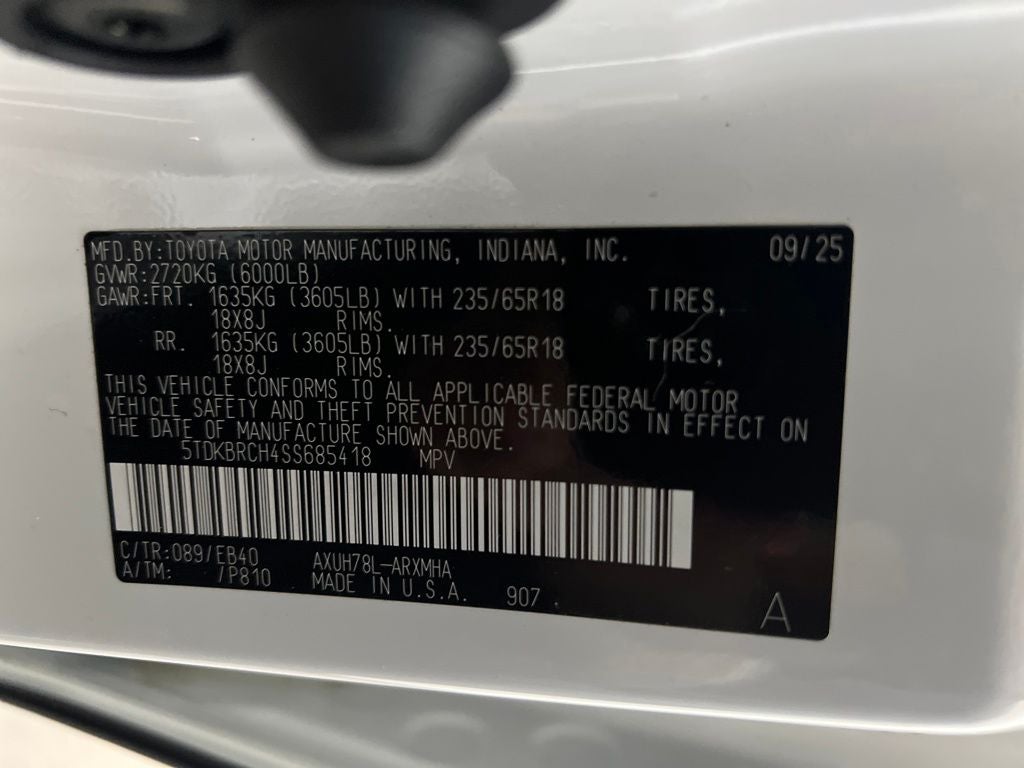 MFD.BY:TOYOTA MOTOR MANUFACTURING, INDIANA, INC. 09/25
GVWR:2720KG (6000LB)
GAWR:FRT. 1635KG (3605LB) WITH 235/65R18 TIRES,
18X8J RIMS.
RR. 1635KG (3605LB) WITH 235/65R18 TIRES,
18X8J RIMS.
THIS VEHICLE CONFORMS TO ALL APPLICABLE FEDERAL MOTOR
VEHICLE SAFETY AND THEFT PREVENTION STANDARDS IN EFFECT ON
THE DATE OF MANUFACTURE SHOWN ABOVE.
5TDKBRCH4SS685418 MPV
C/TR:089/EB40 AXUH78L-ARXMHA
A/TM: /P810 MADE IN U.S.A. 907 A